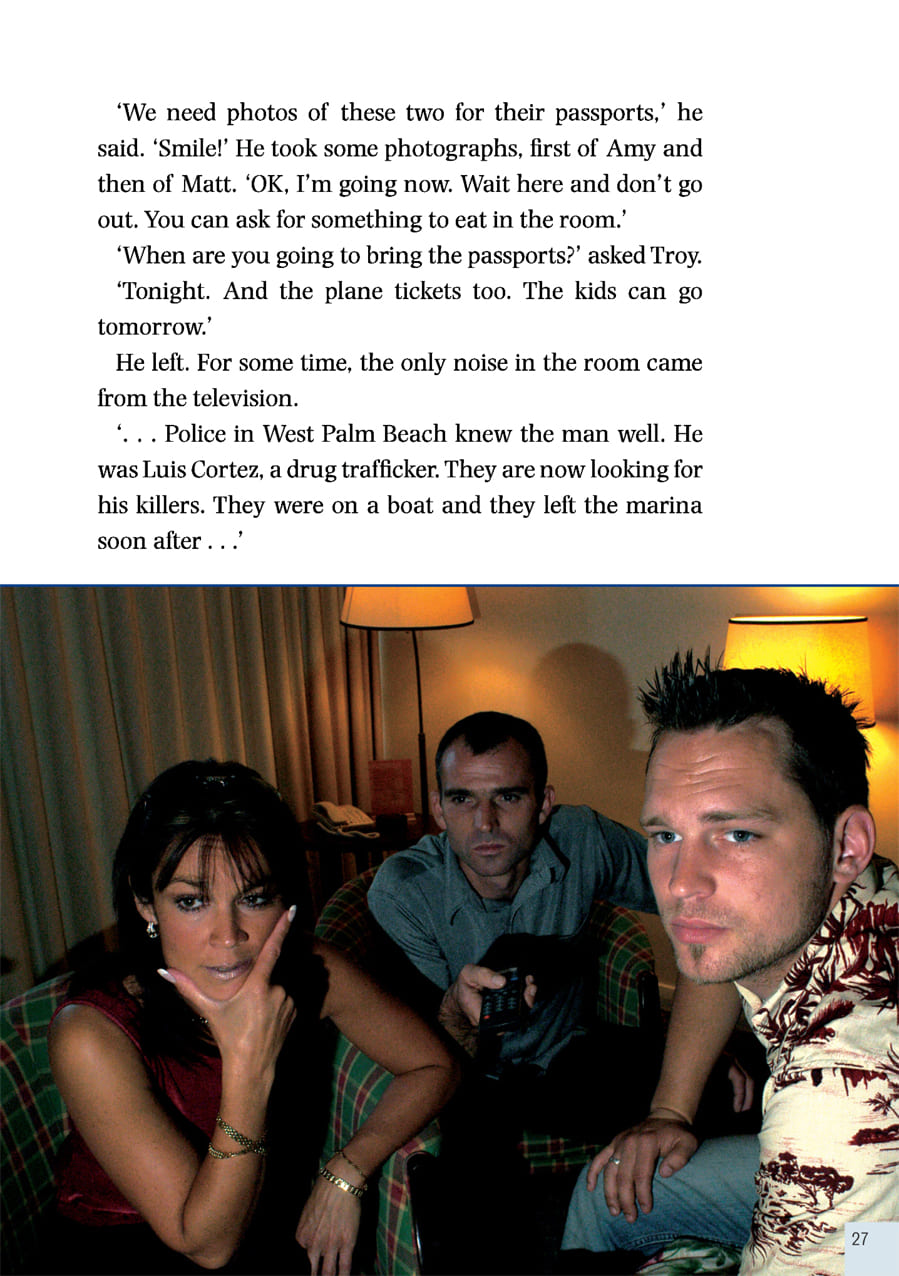 ‘We need photos of these two for their passports,’ he
said. ‘Smile!’ He took some photographs, first of Amy and
then of Matt. ‘OK, I’m going now. Wait here and don’t go
out. You can ask for something to eat in the room.’
‘When are you going to bring the passports?’ asked Troy.
‘Tonight. And the plane tickets too. The kids can go
tomorrow.’
He left. For some time, the only noise in the room came
from the television.
‘. . . Police in West Palm Beach knew the man well. He
was Luis Cortez, a drug trafficker. They are now looking for
his killers. They were on a boat and they left the marina
soon after . . .’
27